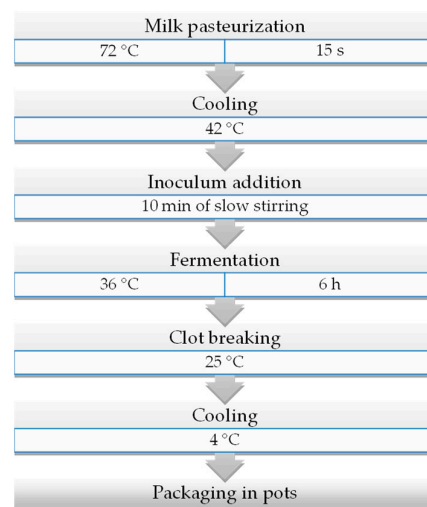 Milk pasteurization
72 °C 15 s
Cooling
42 °C
Inoculum addition
10 min of slow stirring
Fermentation
36 °C 6 h
Clot breaking
25 °C
Cooling
4 °C
Packaging in pots